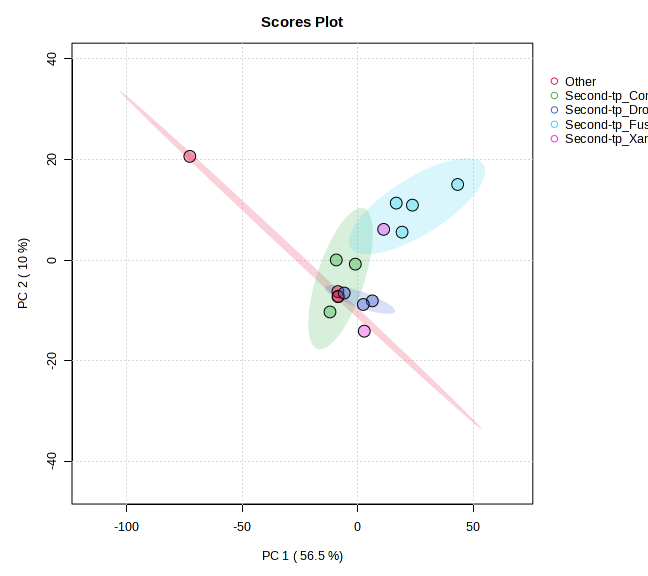 Scores Plot
Other
Second-tp_Cor
Second-tp_Dro
Second-tp_Fus
Second-tp_Xar
40
20
0
-20
-40
PC 2 ( 10 %)
-100
-50
0
50
PC 1 ( 56.5 %)